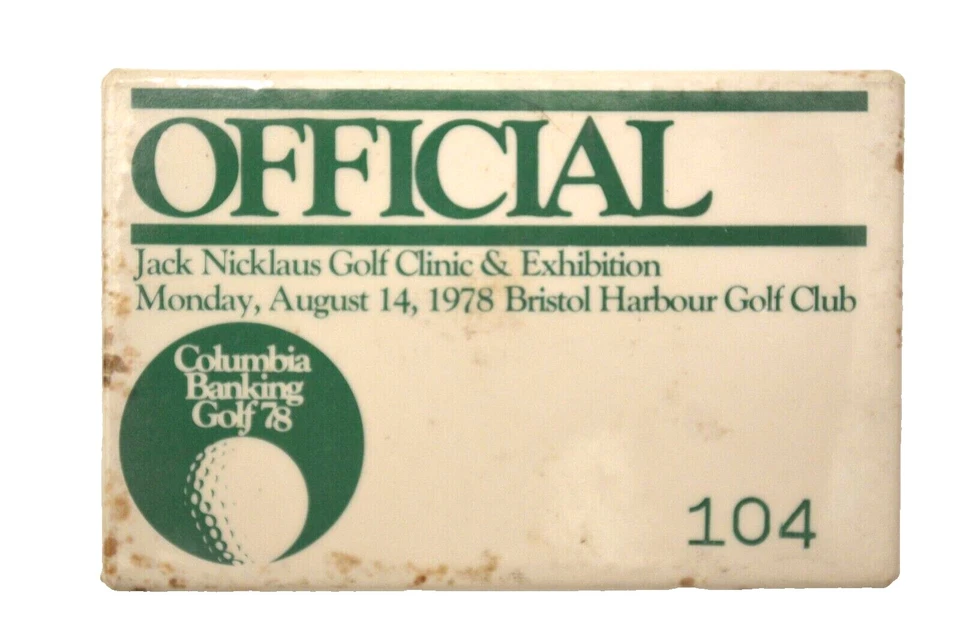 OFFICIAL
Jack Nicklaus Golf Clinic & Exhibition
Monday, August 14, 1978 Bristol Harbour Golf Club
Columbia
Banking
Golf '78
104